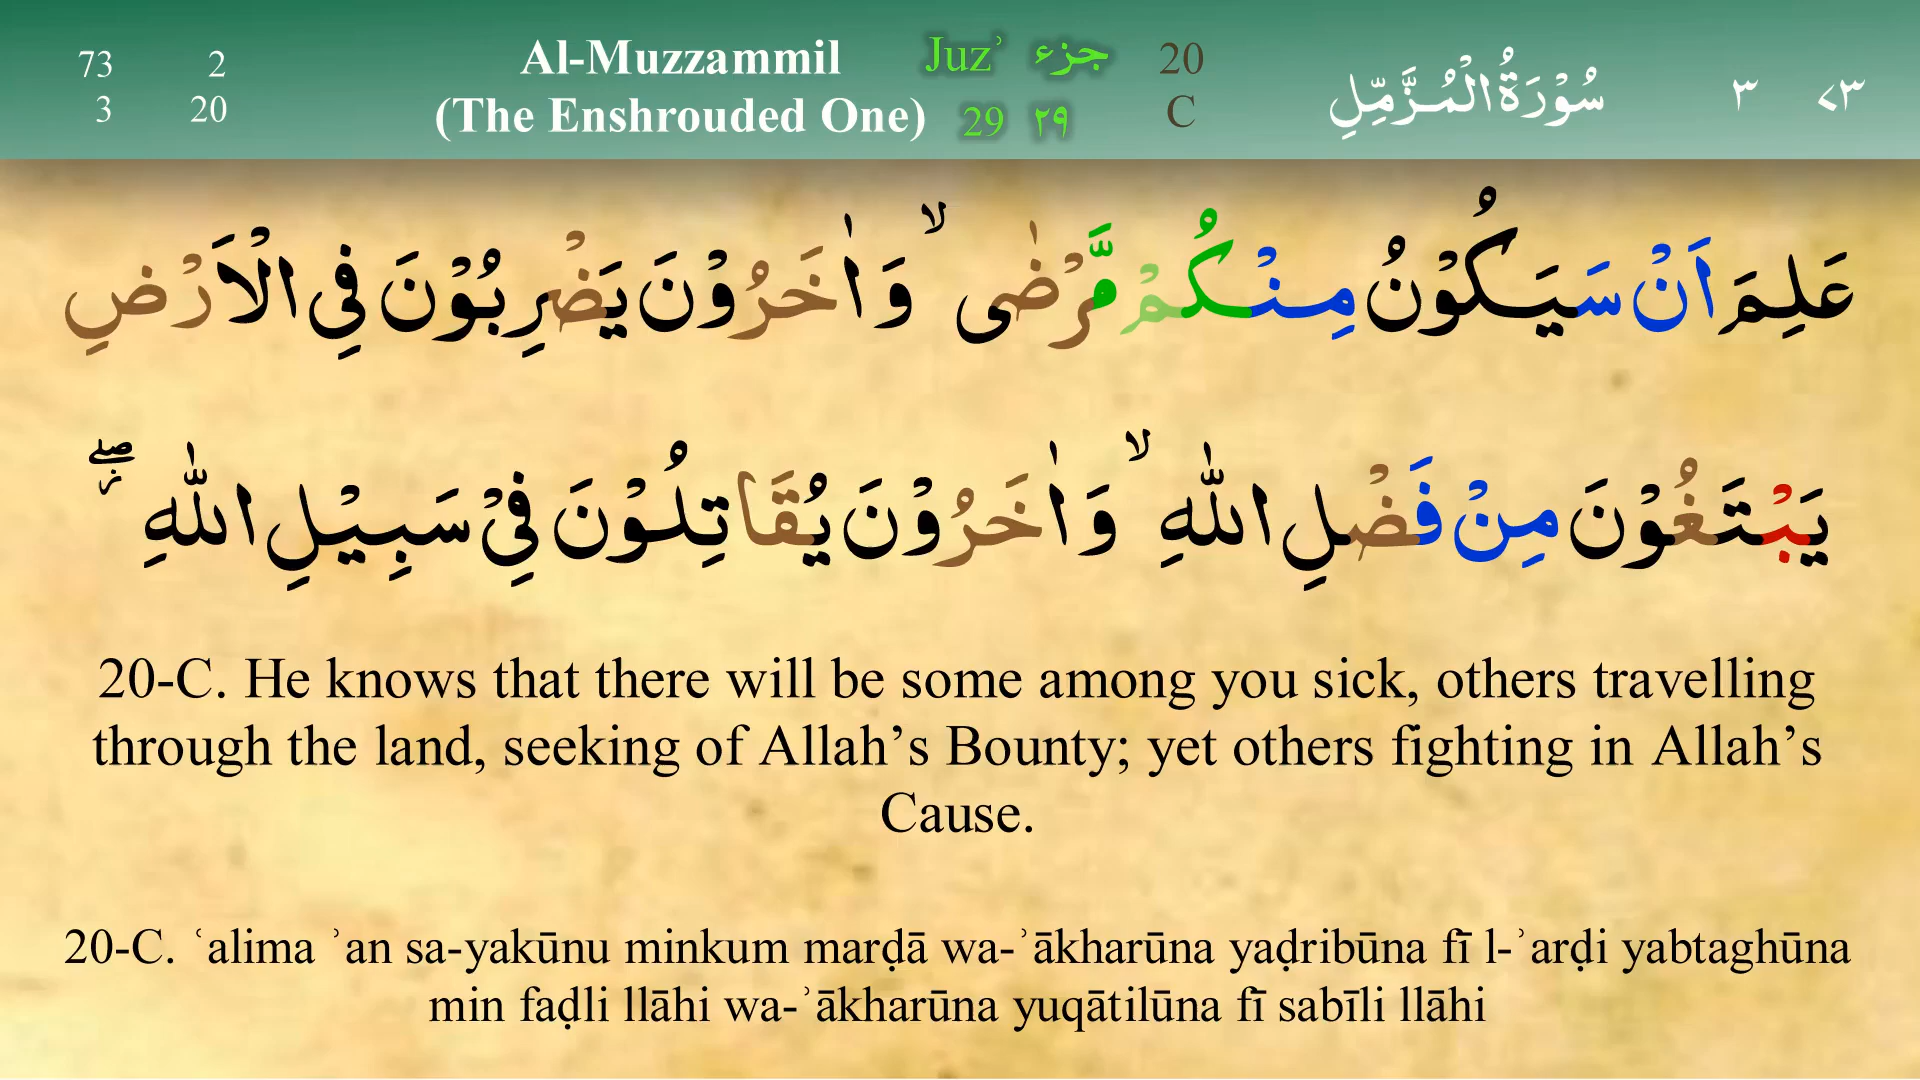 73 2
3 20
Al-Muzzammil
(The Enshrouded One)
Juzʾ جزء
29 ٢٩
20
C
سُوْرَةُ الْمُزَّمِّلِ ٣ ٧٣
عَلِمَ اَنْ سَيَكُوْنُ مِنْكُمْ مَّرْضٰى ۙ وَاٰخَرُوْنَ يَضْرِبُوْنَ فِى الْاَرْضِ
يَبْتَغُوْنَ مِنْ فَضْلِ اللّٰهِ ۙ وَاٰخَرُوْنَ يُقَاتِلُوْنَ فِيْ سَبِيْلِ اللّٰهِ ۖ ز
20-C. He knows that there will be some among you sick, others travelling
through the land, seeking of Allah’s Bounty; yet others fighting in Allah’s
Cause.
20-C. ʿalima ʾan sa-yakūnu minkum marḍā wa-ʾākharūna yaḍribūna fī l-ʾarḍi yabtaghūna
min faḍli llāhi wa-ʾākharūna yuqātilūna fī sabīli llāhi